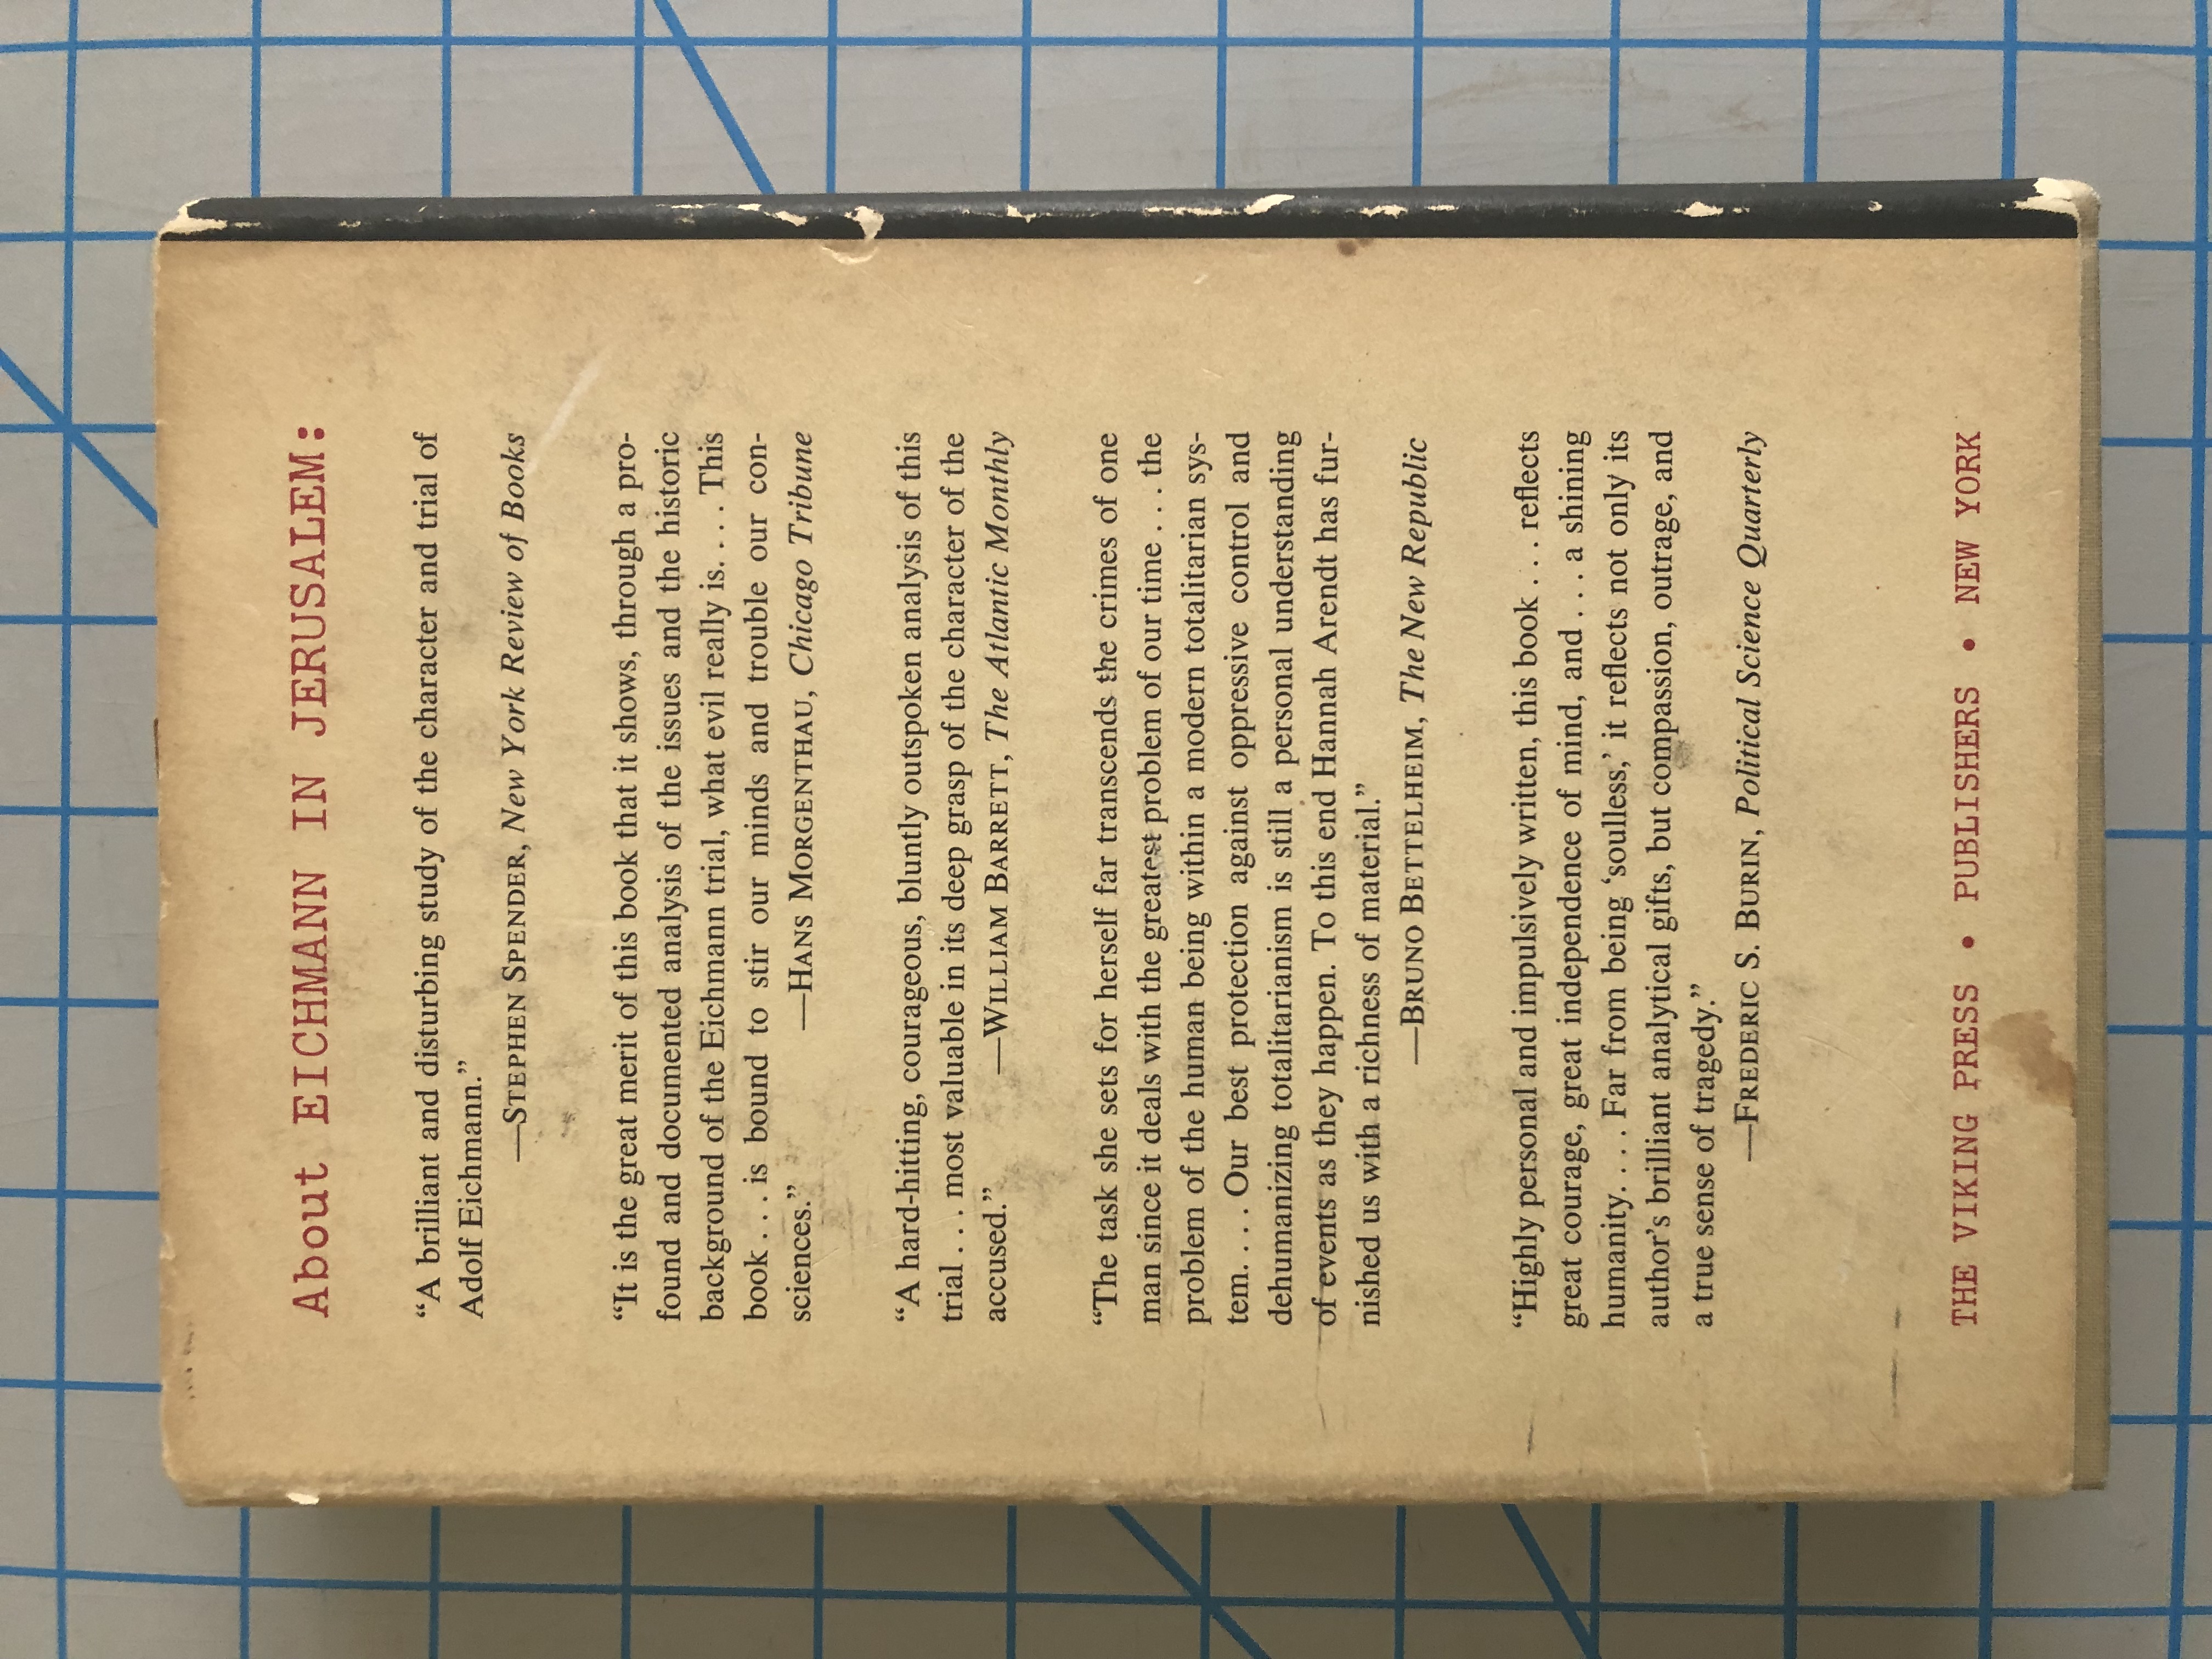 About EICHMANN IN JERUSALEM:
“A brilliant and disturbing study of the character and trial of
Adolf Eichmann.”
—STEPHEN SPENDER, New York Review of Books
“It is the great merit of this book that it shows, through a pro-
found and documented analysis of the issues and the historic
background of the Eichmann trial, what evil really is. . . . This
book . . . is bound to stir our minds and trouble our con-
sciences.”
—HANS MORGENTHAU, Chicago Tribune
“A hard-hitting, courageous, bluntly outspoken analysis of this
trial . . . most valuable in its deep grasp of the character of the
accused.”
—WILLIAM BARRETT, The Atlantic Monthly
“The task she sets for herself far transcends the crimes of one
man since it deals with the greatest problem of our time . . . the
problem of the human being within a modern totalitarian sys-
tem. . . . Our best protection against oppressive control and
dehumanizing totalitarianism is still a personal understanding
of events as they happen. To this end Hannah Arendt has fur-
nished us with a richness of material.”
—BRUNO BETTELHEIM, The New Republic
“Highly personal and impulsively written, this book . . . reflects
great courage, great independence of mind, and . . . a shining
humanity. . . . Far from being ‘soulless,’ it reflects not only its
author’s brilliant analytical gifts, but compassion, outrage, and
a true sense of tragedy.”
—FREDERIC S. BURIN, Political Science Quarterly
THE VIKING PRESS • PUBLISHERS • NEW YORK